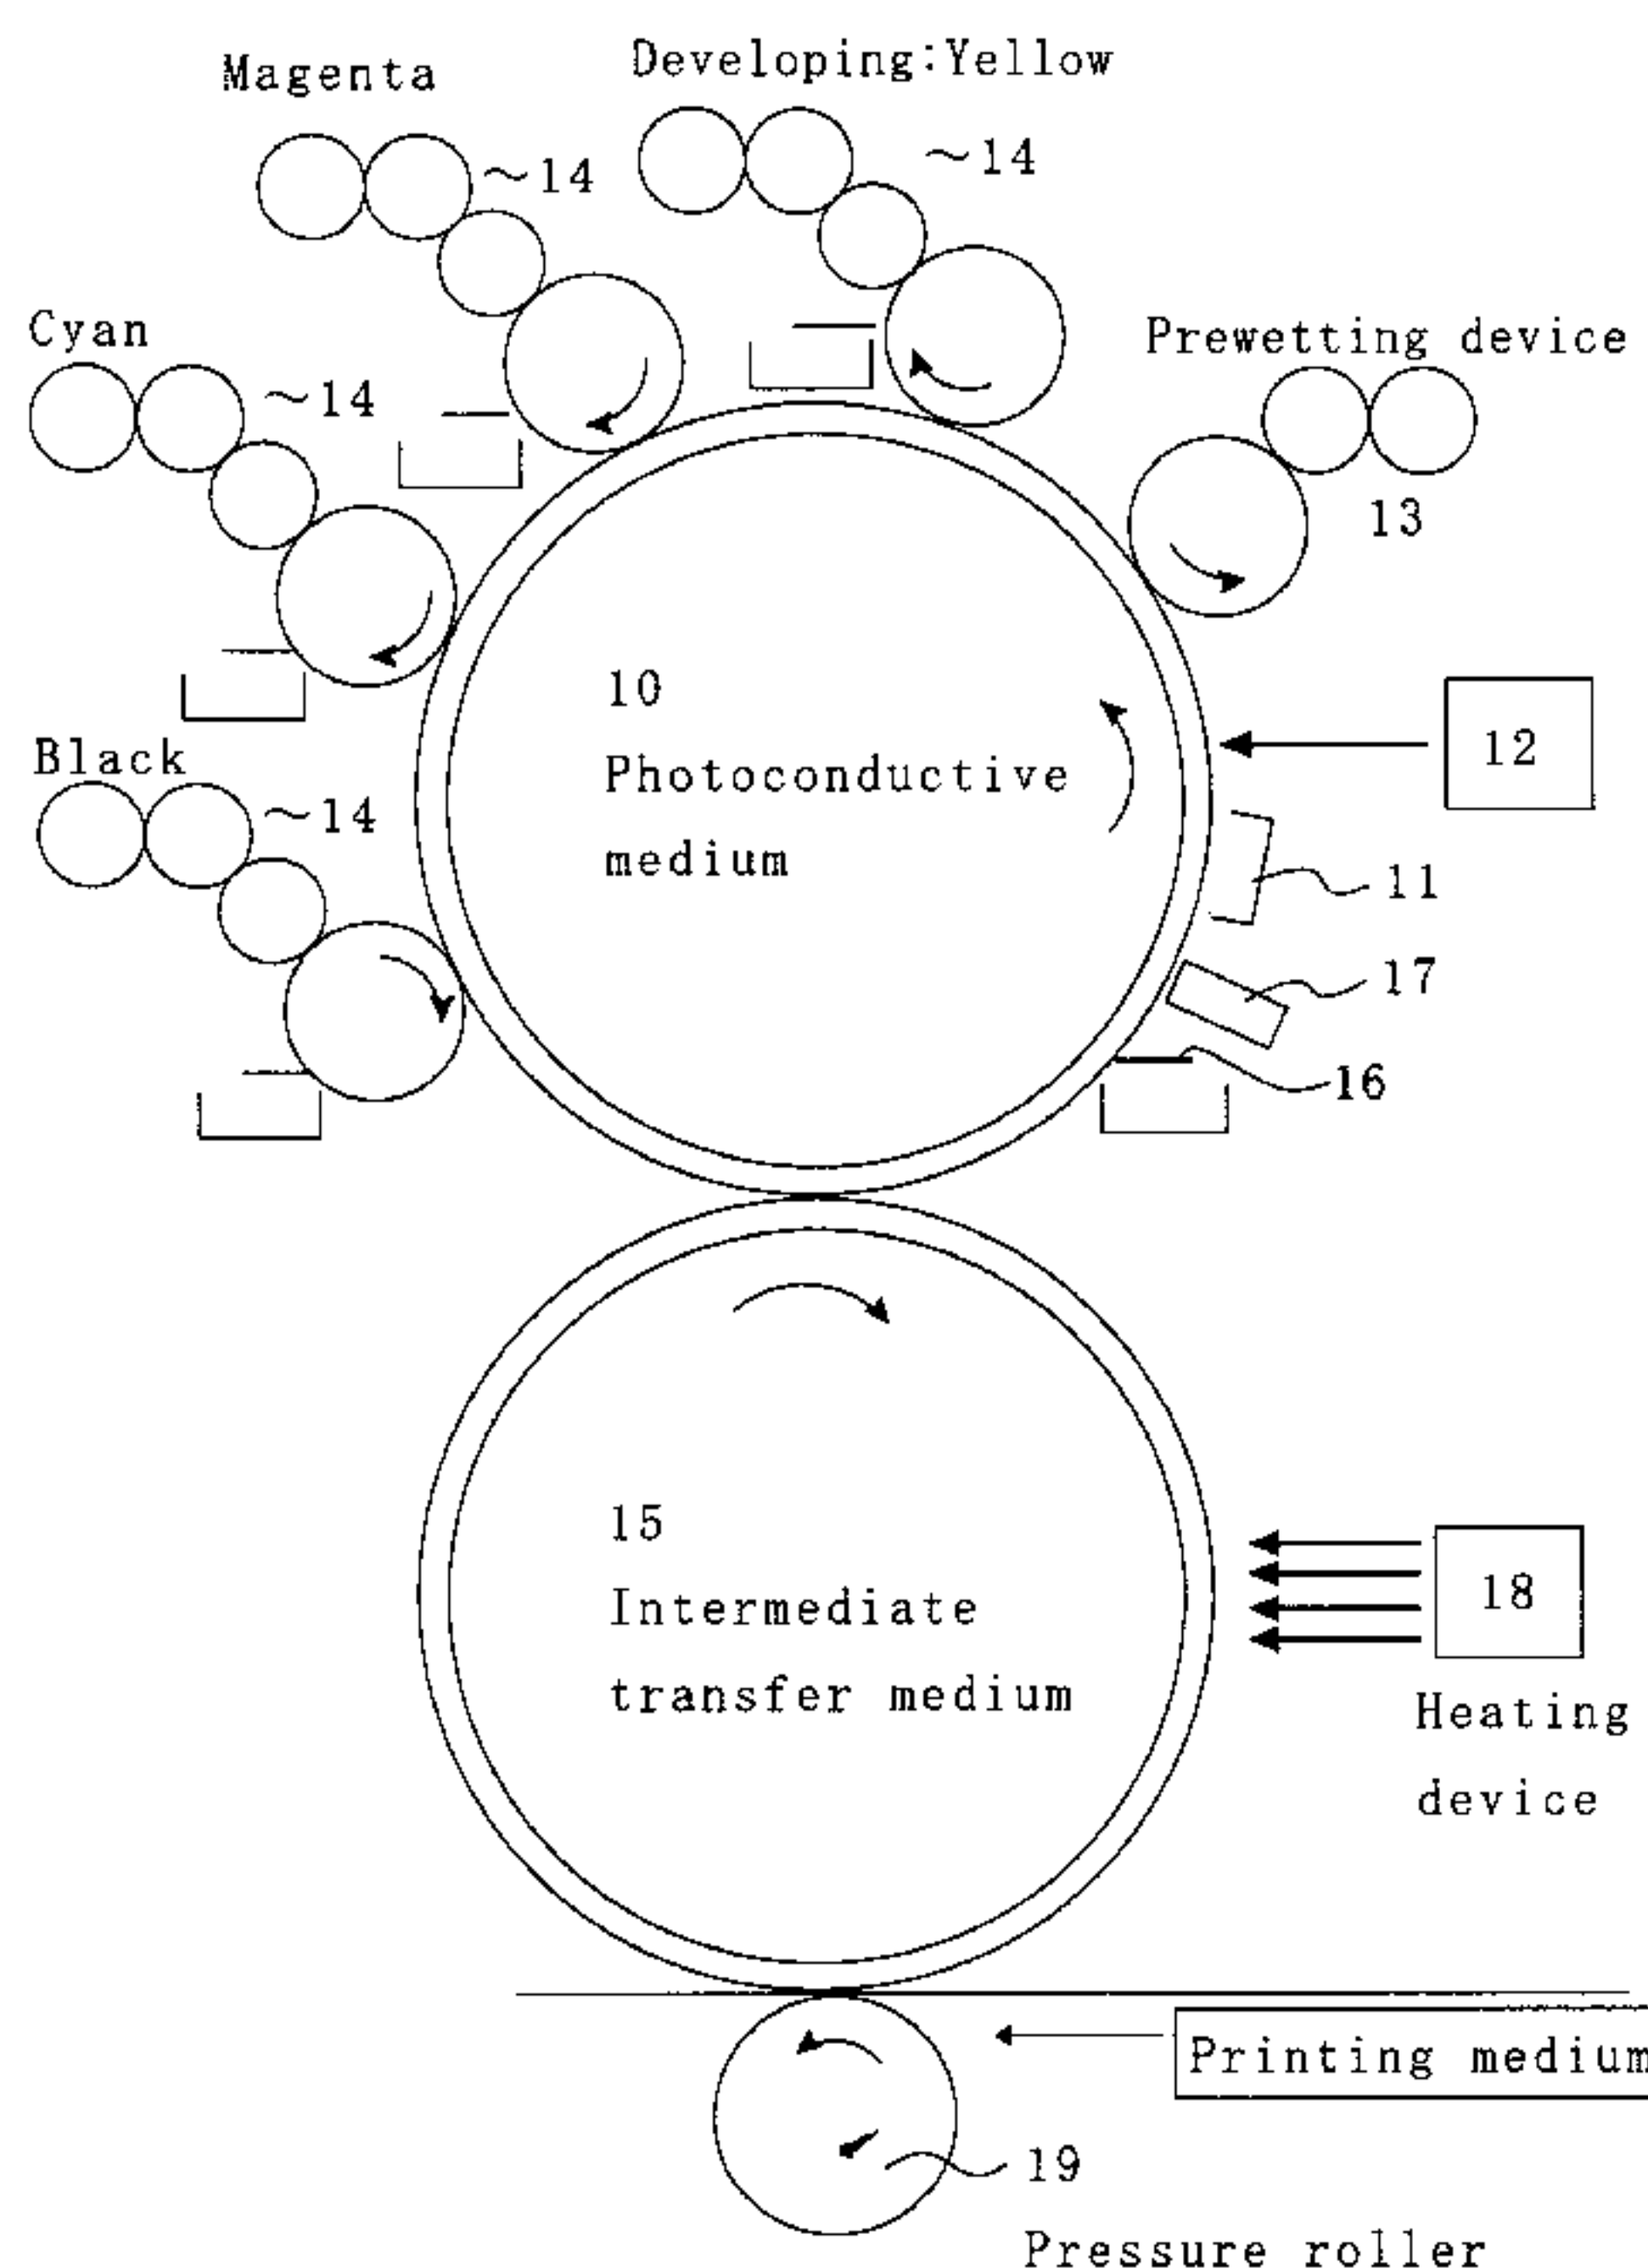 Developing:Yellow
Magenta
~14
~14
Cyan
Prewetting device
~14
13
10
Photoconductive
medium
12
Black
~14
11
17
16
15
Intermediate
transfer medium
18
Heating
device
Printing medium
19
Pressure roller